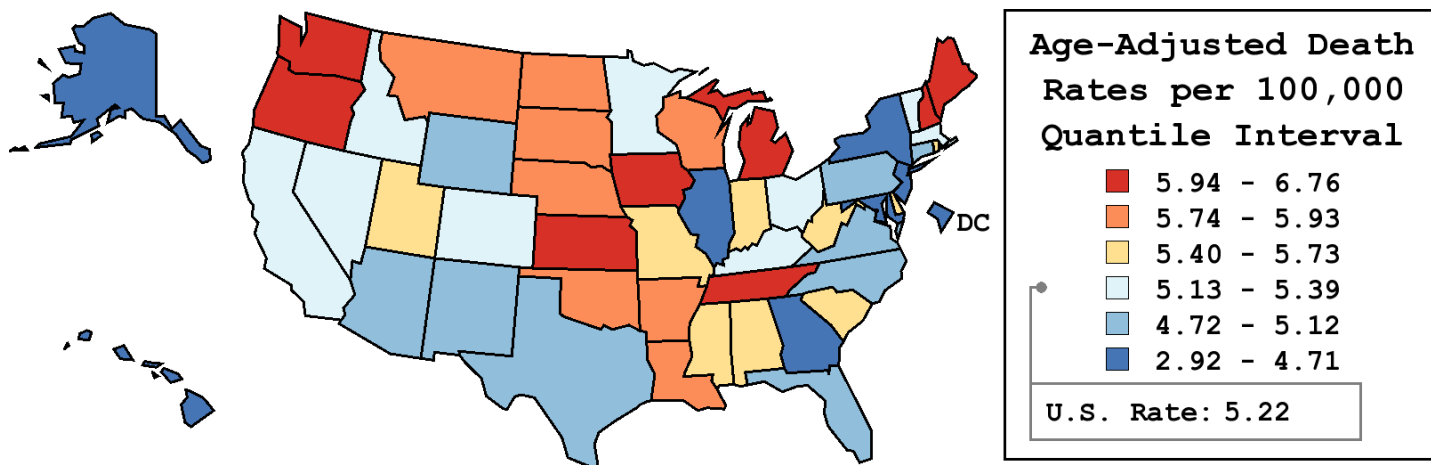 Age-Adjusted Death
Rates per 100,000
Quantile Interval
5.94 - 6.76
5.74 - 5.93
5.40 - 5.73
5.13 - 5.39
4.72 - 5.12
2.92 - 4.71
U.S. Rate: 5.22
DC